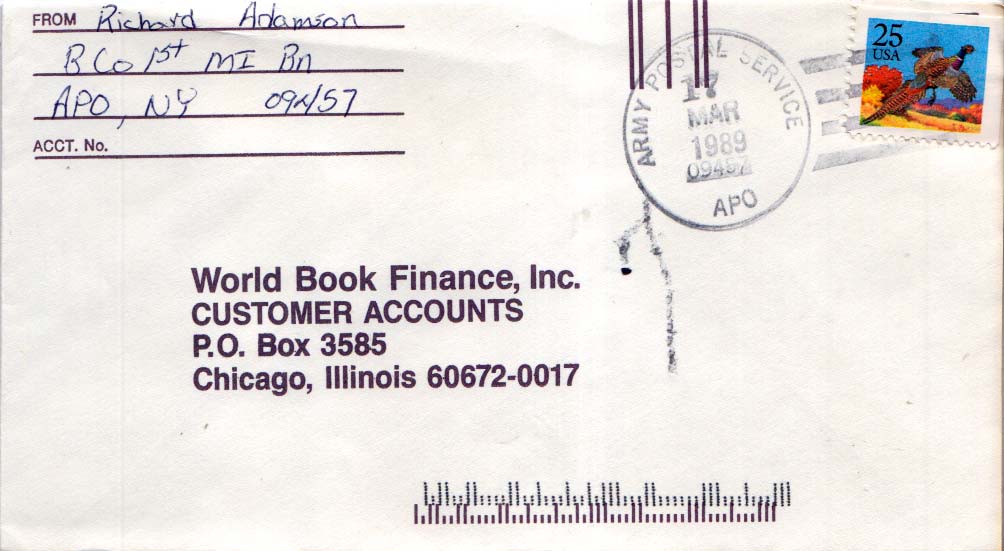 FROM Richard Adamson
B Co 1st MI Bn
APO, NY 09457
ACCT. No.
ARMY POSTAL SERVICE
17
MAR
1989
09457
APO
25
USA
World Book Finance, Inc.
CUSTOMER ACCOUNTS
P.O. Box 3585
Chicago, Illinois 60672-0017